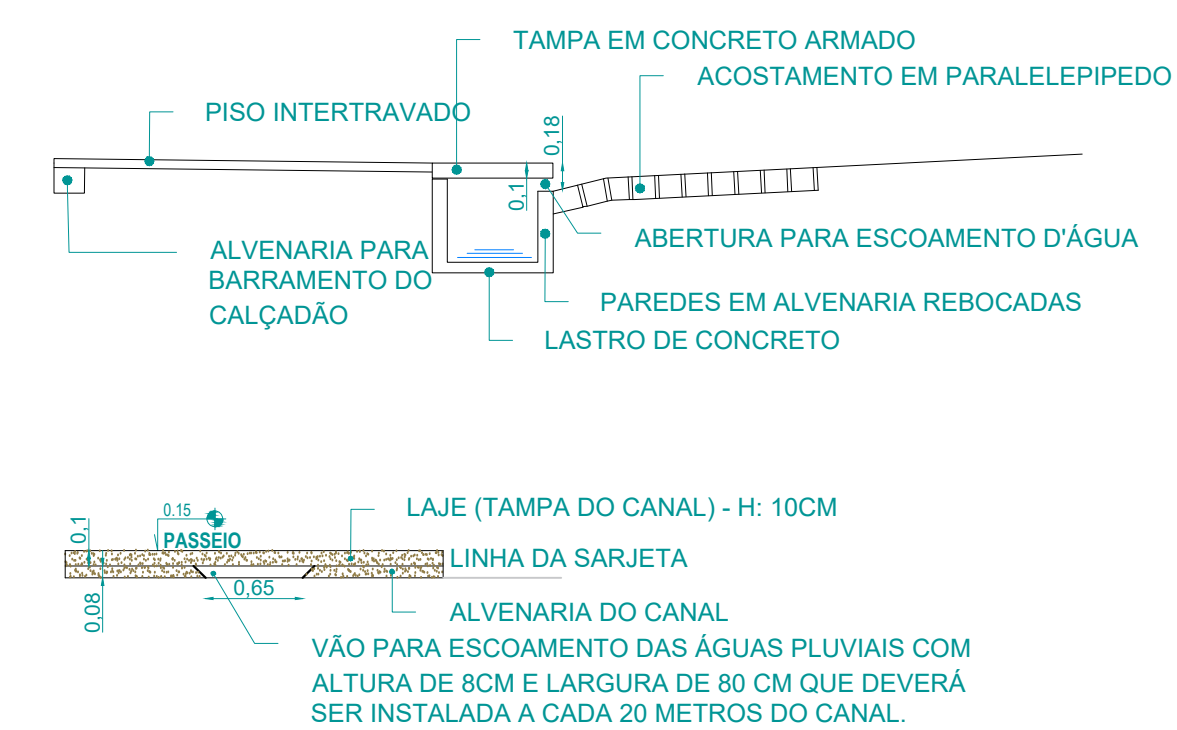 TAMPA EM CONCRETO ARMADO
ACOSTAMENTO EM PARALELEPIPEDO
PISO INTERTRAVADO
0,18
0,1
ALVENARIA PARA
BARRAMENTO DO
CALÇADÃO
ABERTURA PARA ESCOAMENTO D'ÁGUA
PAREDES EM ALVENARIA REBOCADAS
LASTRO DE CONCRETO
0.15
PASSEIO
0,1
0,08
0,65
LAJE (TAMPA DO CANAL) - H: 10CM
LINHA DA SARJETA
ALVENARIA DO CANAL
VÃO PARA ESCOAMENTO DAS ÁGUAS PLUVIAIS COM
ALTURA DE 8CM E LARGURA DE 80 CM QUE DEVERÁ
SER INSTALADA A CADA 20 METROS DO CANAL.